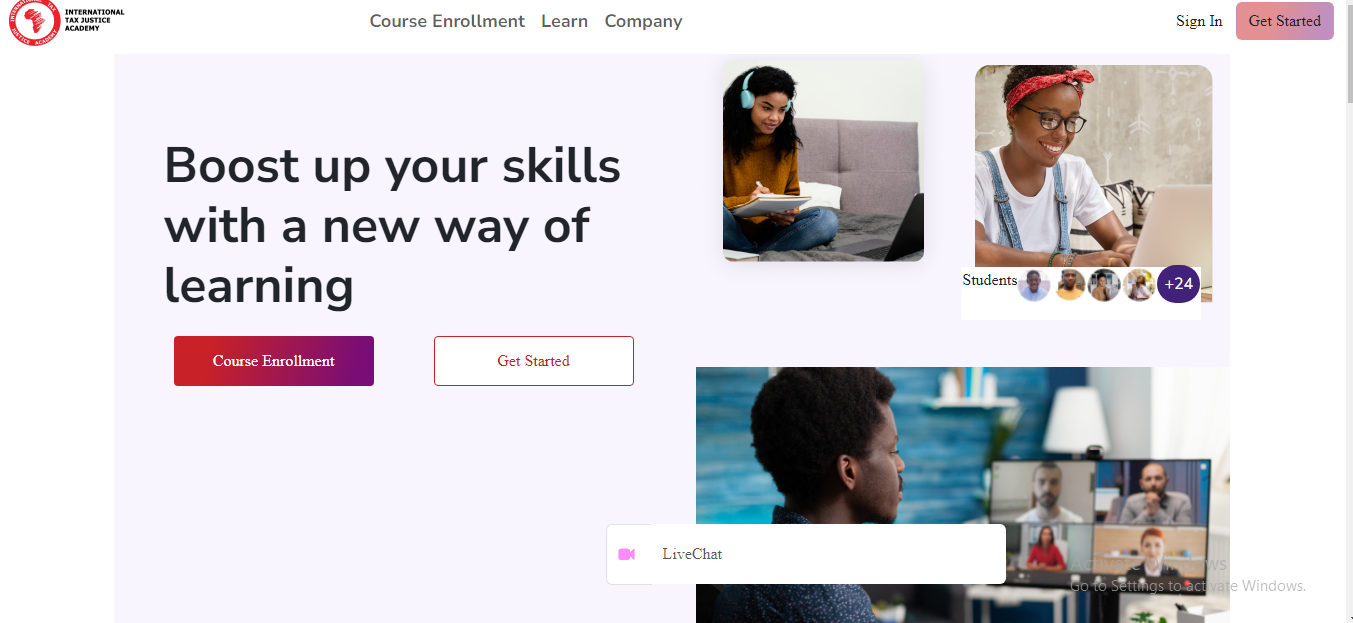 INTERNATIONAL
TAX JUSTICE
ACADEMY
Course Enrollment
Learn
Company
Sign In
Get Started
Boost up your skills
with a new way of
learning
Course Enrollment
Get Started
Students
+24
LiveChat
Activate Windows
Go to Settings to activate Windows.